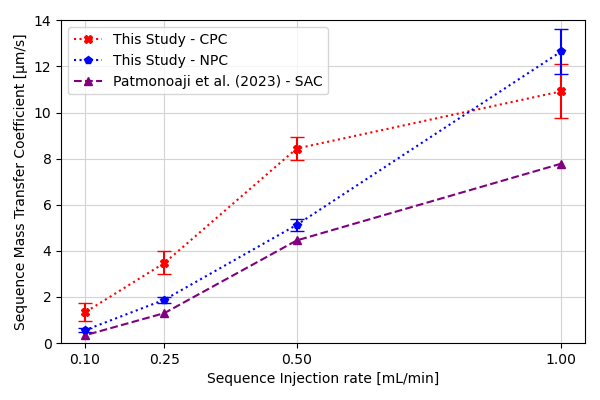 This Study - CPC
This Study - NPC
Patmonoaji et al. (2023) - SAC
Sequence Mass Transfer Coefficient [µm/s]
14
12
10
8
6
4
2
0
0.10 0.25 0.50 1.00
Sequence Injection rate [mL/min]